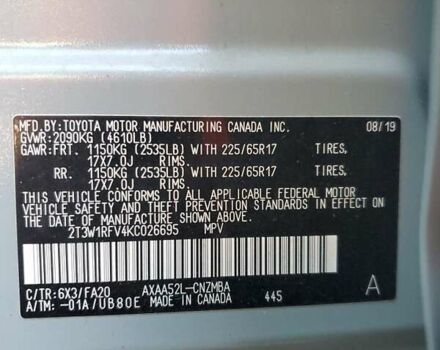 MFD.BY:TOYOTA MOTOR MANUFACTURING CANADA INC. 08/19
GVWR:2090KG (4610LB)
GAWR:FRT. 1150KG (2535LB) WITH 225/65R17 TIRES,
17X7.0J RIMS.
RR. 1150KG (2535LB) WITH 225/65R17 TIRES,
17X7.0J RIMS.
THIS VEHICLE CONFORMS TO ALL APPLICABLE FEDERAL MOTOR
VEHICLE SAFETY AND THEFT PREVENTION STANDARDS IN EFFECT
ON THE DATE OF MANUFACTURE SHOWN ABOVE.
2T3W1RFV4KC026695 MPV
C/TR:6X3/FA20 AXAA52L-CNZMBA
A/TM: -01A/UB80E MADE IN CANADA 445 A